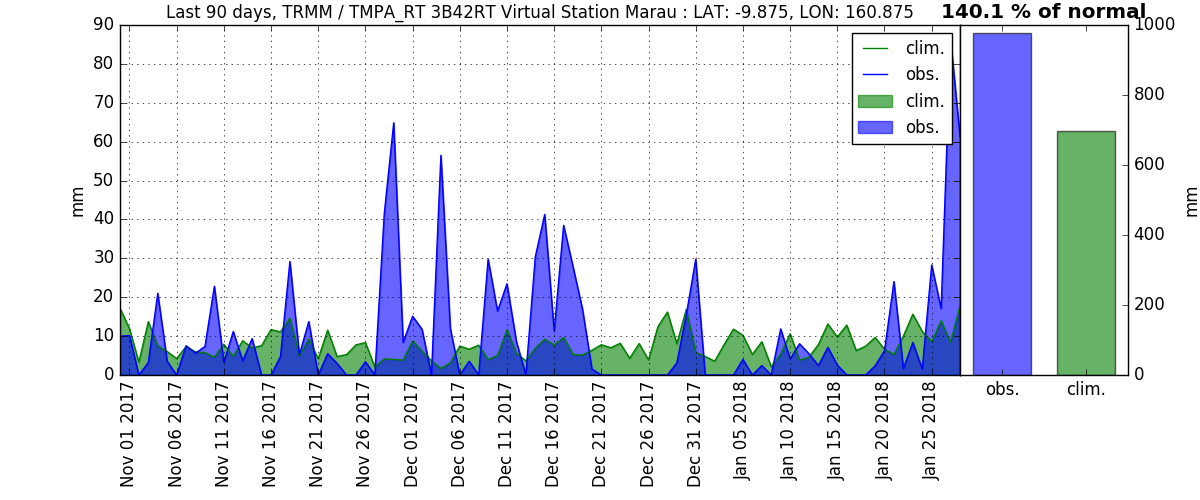 Last 90 days, TRMM / TMPA_RT 3B42RT Virtual Station Marau : LAT: -9.875, LON: 160.875
140.1 % of normal
90
80
70
60
50
40
30
20
10
0
mm
clim.
obs.
clim.
obs.
1000
800
600
400
200
0
mm
Nov 01 2017
Nov 06 2017
Nov 11 2017
Nov 16 2017
Nov 21 2017
Nov 26 2017
Dec 01 2017
Dec 06 2017
Dec 11 2017
Dec 16 2017
Dec 21 2017
Dec 26 2017
Dec 31 2017
Jan 05 2018
Jan 10 2018
Jan 15 2018
Jan 20 2018
Jan 25 2018
obs.
clim.